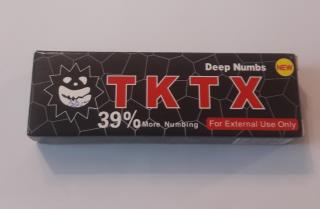 Deep Numbs
NEW
TKTX
39% More Numbing
For External Use Only